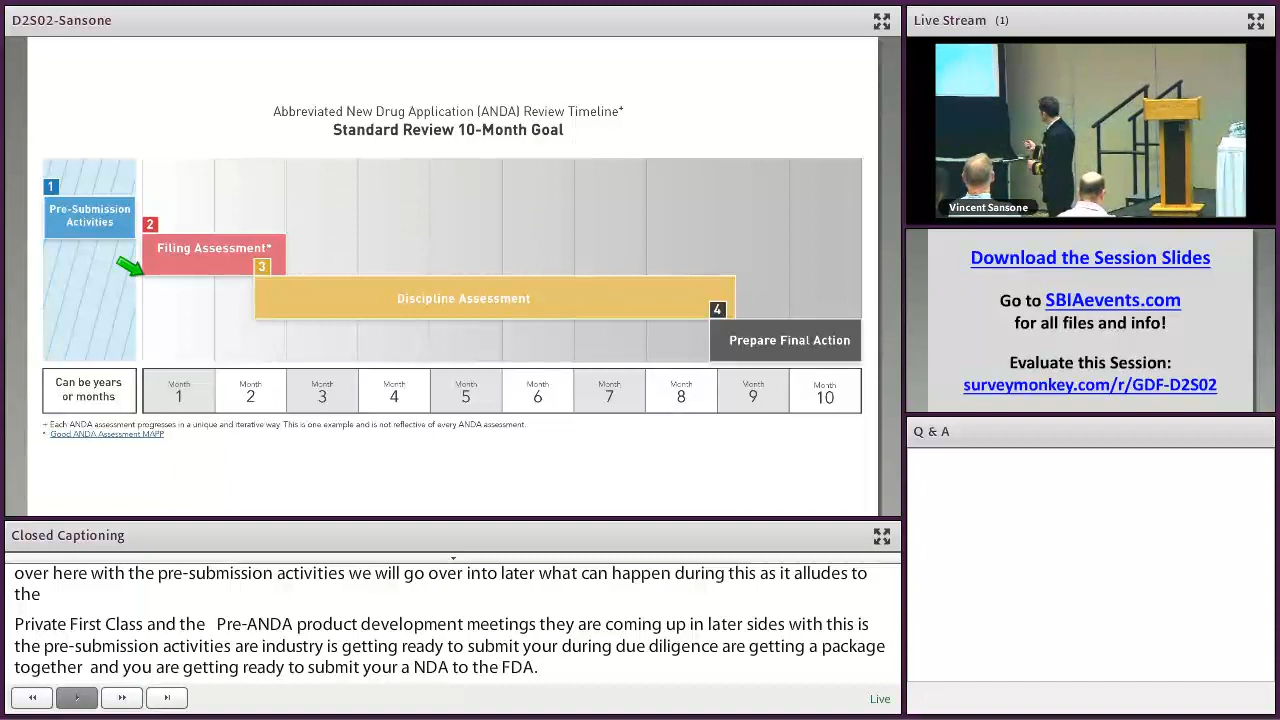 D2S02-Sansone
Abbreviated New Drug Application (ANDA) Review Timeline+
Standard Review 10-Month Goal
1
Pre-Submission
Activities
2
Filing Assessment*
3
Discipline Assessment
4
Prepare Final Action
Can be years
or months
Month
1
Month
2
Month
3
Month
4
Month
5
Month
6
Month
7
Month
8
Month
9
Month
10
+ Each ANDA assessment progresses in a unique and iterative way. This is one example and is not reflective of every ANDA assessment.
* Good ANDA Assessment MAPP
Closed Captioning
over here with the pre-submission activities we will go over into later what can happen during this as it alludes to
the
Private First Class and the Pre-ANDA product development meetings they are coming up in later sides with this is
the pre-submission activities are industry is getting ready to submit your during due diligence are getting a package
together and you are getting ready to submit your a NDA to the FDA.
Live
Live Stream (1)
Vincent Sansone
Download the Session Slides
Go to SBIAevents.com
for all files and info!
Evaluate this Session:
surveymonkey.com/r/GDF-D2S02
Q & A